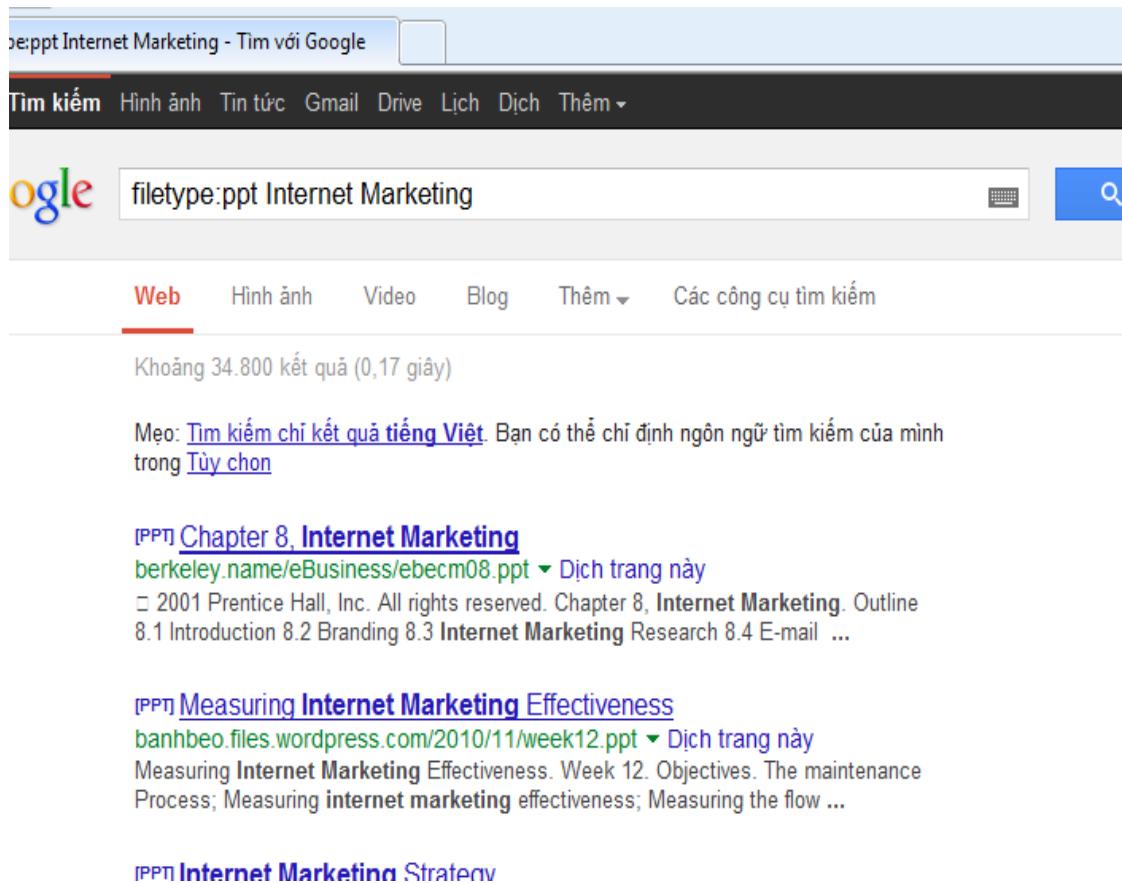 pe:ppt Internet Marketing - Tìm với Google
Tìm kiếm Hình ảnh Tin tức Gmail Drive Lịch Dịch Thêm
ogle filetype:ppt Internet Marketing
Web Hình ảnh Video Blog Thêm Các công cụ tìm kiếm
Khoảng 34.800 kết quả (0,17 giây)
Mẹo: Tìm kiếm chỉ kết quả tiếng Việt. Bạn có thể chỉ định ngôn ngữ tìm kiếm của mình
trong Tùy chon
[PPT] Chapter 8, Internet Marketing
berkeley.name/eBusiness/ebecm08.ppt Dịch trang này
□ 2001 Prentice Hall, Inc. All rights reserved. Chapter 8, Internet Marketing. Outline
8.1 Introduction 8.2 Branding 8.3 Internet Marketing Research 8.4 E-mail ...
[PPT] Measuring Internet Marketing Effectiveness
banhbeo.files.wordpress.com/2010/11/week12.ppt Dịch trang này
Measuring Internet Marketing Effectiveness. Week 12. Objectives. The maintenance
Process; Measuring internet marketing effectiveness; Measuring the flow ...
[PPT] Internet Marketing Strategy